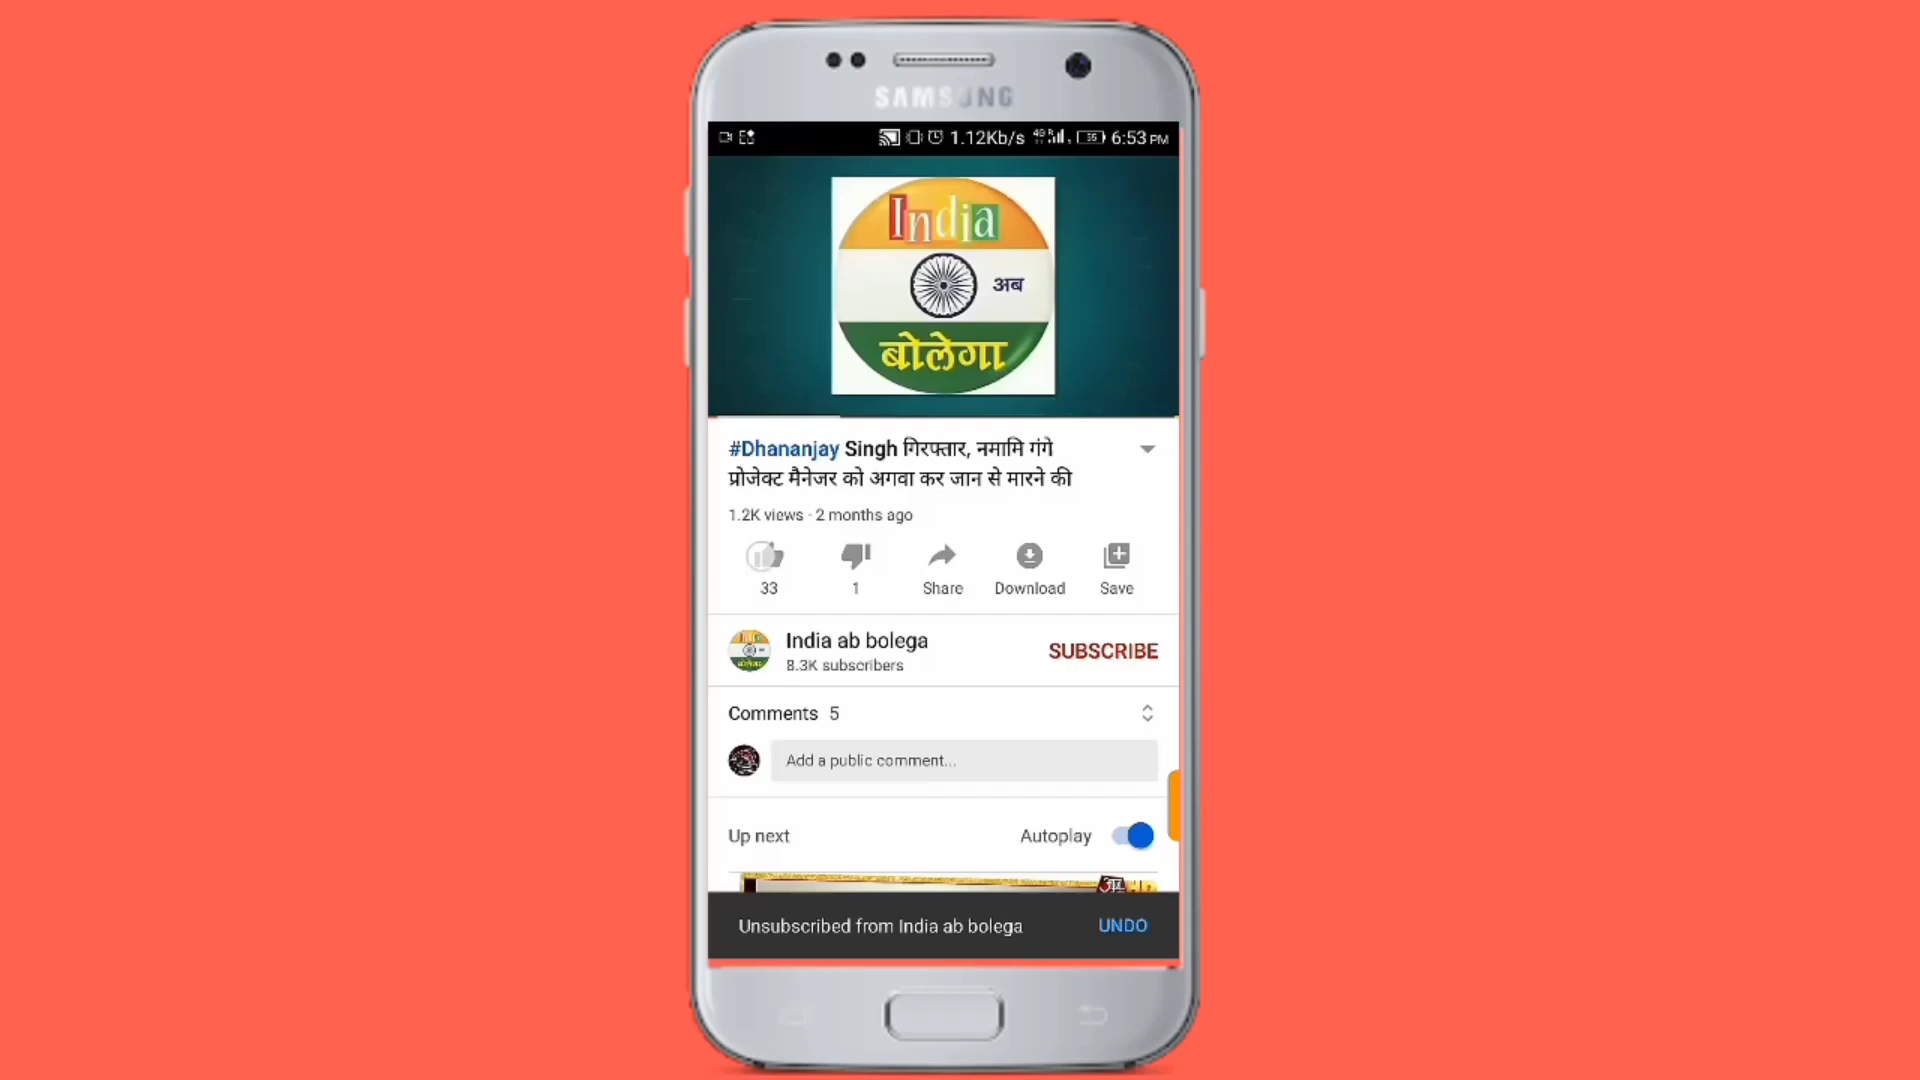 SAMSUNG
1.12Kb/s 6:53 PM
India
अब
बोलेगा
#Dhananjay Singh गिरफ्तार, नमामि गंगे
प्रोजेक्ट मैनेजर को अगवा कर जान से मारने की
1.2K views · 2 months ago
33
1
Share
Download
Save
India ab bolega
8.3K subscribers
SUBSCRIBE
Comments 5
Add a public comment...
Up next
Autoplay
Unsubscribed from India ab bolega
UNDO